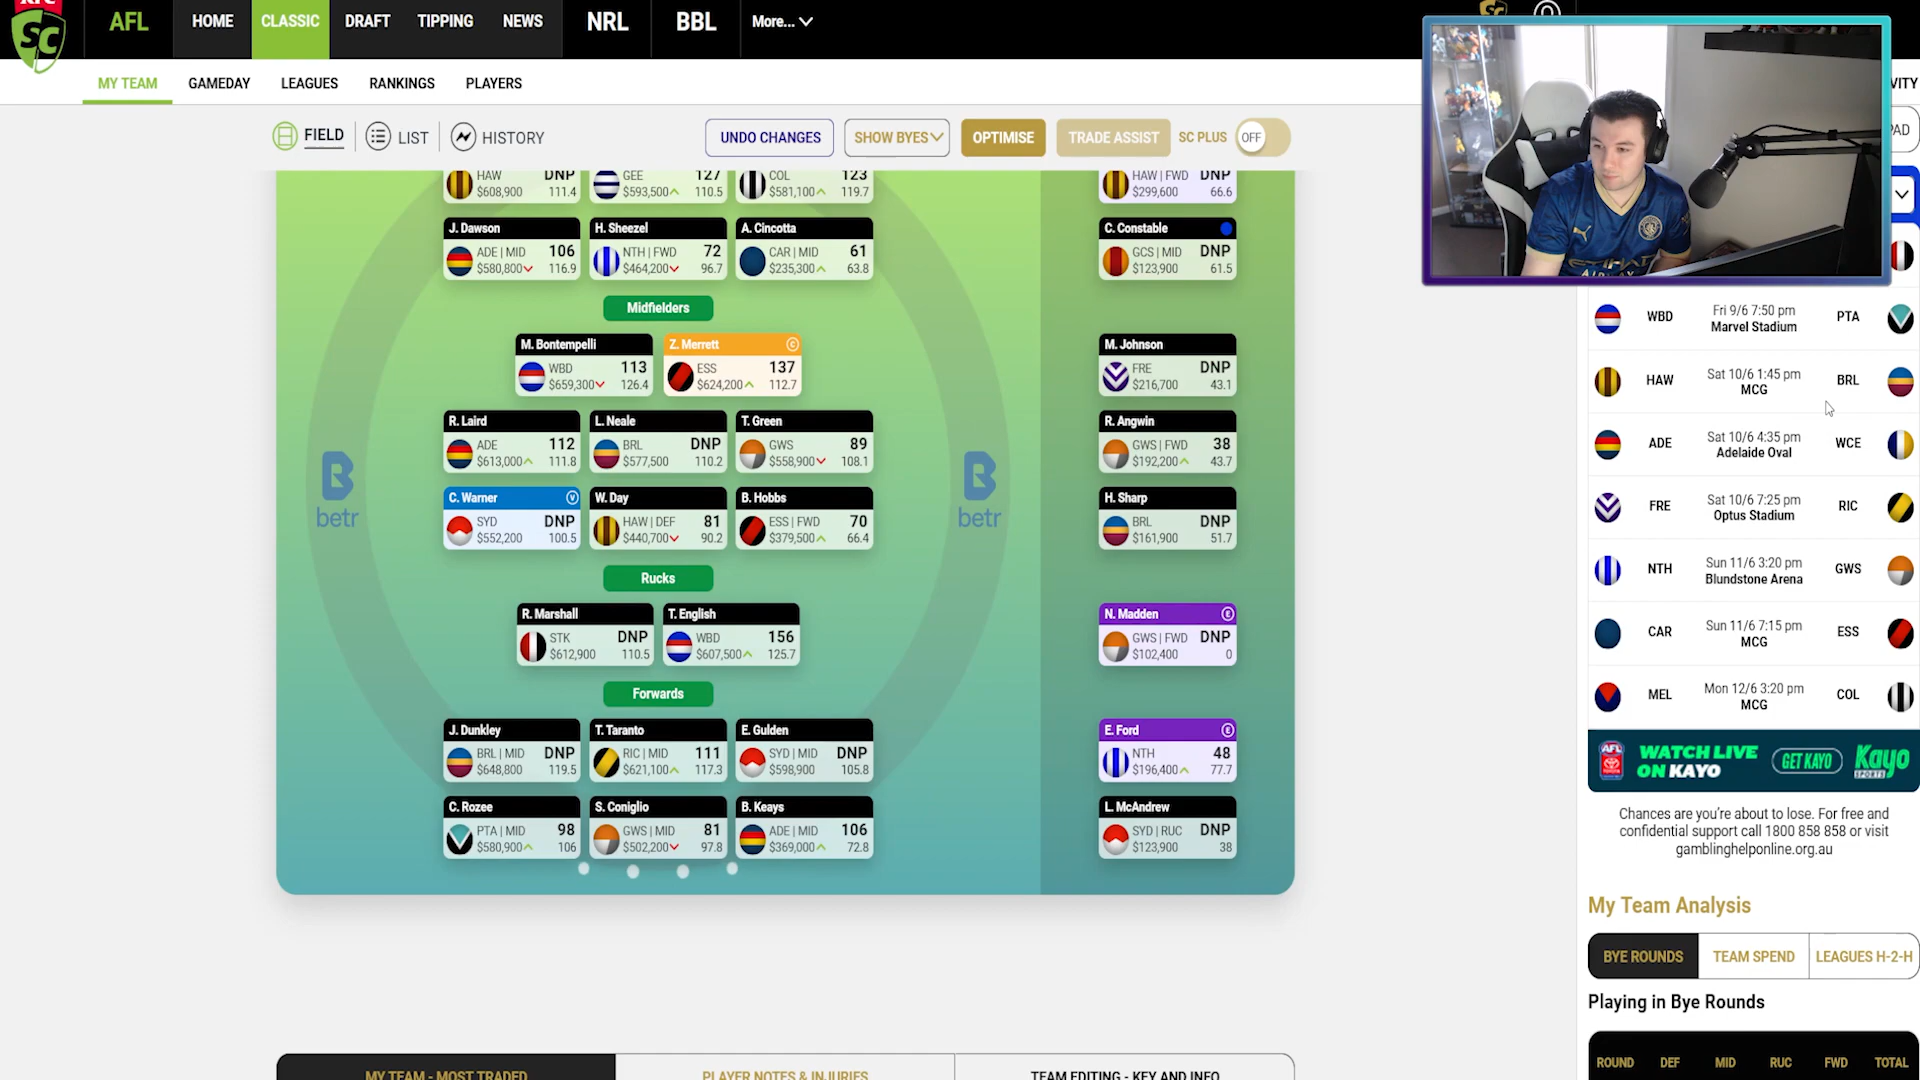 KFC
SC
AFL
HOME
CLASSIC
DRAFT
TIPPING
NEWS
NRL
BBL
More...
MY TEAM
GAMEDAY
LEAGUES
RANKINGS
PLAYERS
FIELD
LIST
HISTORY
UNDO CHANGES
SHOW BYES
OPTIMISE
TRADE ASSIST
SC PLUS
OFF
HAW DNP
$608,900 111.4
GEE 127
$593,500 110.5
COL 123
$581,100 119.7
HAW | FWD DNP
$299,600 66.6
J. Dawson
ADE | MID 106
$580,800 116.9
H. Sheezel
NTH | FWD 72
$464,200 96.7
A. Cincotta
CAR | MID 61
$235,300 63.8
C. Constable
GCS | MID DNP
$123,900 61.5
Midfielders
M. Bontempelli
WBD 113
$659,300 126.4
Z. Merrett C
ESS 137
$624,200 112.7
M. Johnson
FRE DNP
$216,700 43.1
R. Laird
ADE 112
$613,000 111.8
L. Neale
BRL DNP
$577,500 110.2
T. Green
GWS 89
$558,900 108.1
R. Angwin
GWS | FWD 38
$192,200 43.7
C. Warner V
SYD DNP
$552,200 100.5
W. Day
HAW | DEF 81
$440,700 90.2
B. Hobbs
ESS | FWD 70
$379,500 66.4
H. Sharp
BRL DNP
$161,900 51.7
betr
betr
Rucks
R. Marshall
STK DNP
$612,900 110.5
T. English
WBD 156
$607,500 125.7
N. Madden E
GWS | FWD DNP
$102,400 0
Forwards
J. Dunkley
BRL | MID DNP
$648,800 119.5
T. Taranto
RIC | MID 111
$621,100 117.3
E. Gulden
SYD | MID DNP
$598,900 105.8
E. Ford E
NTH 48
$196,400 77.7
C. Rozee
PTA | MID 98
$580,900 106
S. Coniglio
GWS | MID 81
$502,200 97.8
B. Keays
ADE | MID 106
$369,000 72.8
L. McAndrew
SYD | RUC DNP
$123,900 38
MY TEAM - MOST TRADED
PLAYER NOTES & INJURIES
TEAM EDITING - KEY AND INFO
ETIHAD
VITY
PAD
WBD Fri 9/6 7:50 pm PTA
Marvel Stadium
HAW Sat 10/6 1:45 pm BRL
MCG
ADE Sat 10/6 4:35 pm WCE
Adelaide Oval
FRE Sat 10/6 7:25 pm RIC
Optus Stadium
NTH Sun 11/6 3:20 pm GWS
Blundstone Arena
CAR Sun 11/6 7:15 pm ESS
MCG
MEL Mon 12/6 3:20 pm COL
MCG
AFL
WATCH LIVE
ON KAYO
GET KAYO
Kayo
SPORTS
Chances are you're about to lose. For free and
confidential support call 1800 858 858 or visit
gamblinghelponline.org.au
My Team Analysis
BYE ROUNDS
TEAM SPEND
LEAGUES H-2-H
Playing in Bye Rounds
ROUND DEF MID RUC FWD TOTAL